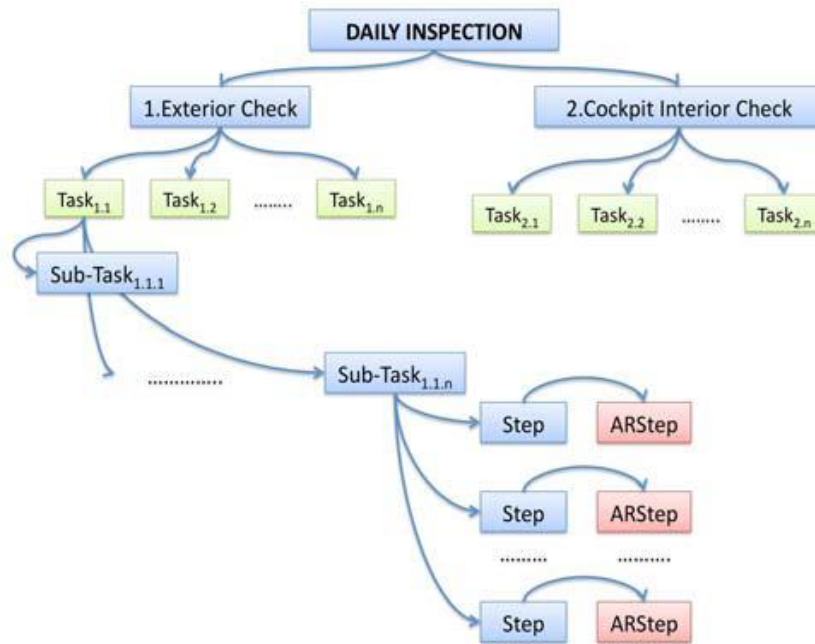 DAILY INSPECTION
1.Exterior Check
2.Cockpit Interior Check
Task1.1
Task1.2
........
Task1.n
Task2.1
Task2.2
........
Task2.n
Sub-Task1.1.1
..............
Sub-Task1.1.n
Step
ARStep
Step
ARStep
.........
..........
Step
ARStep